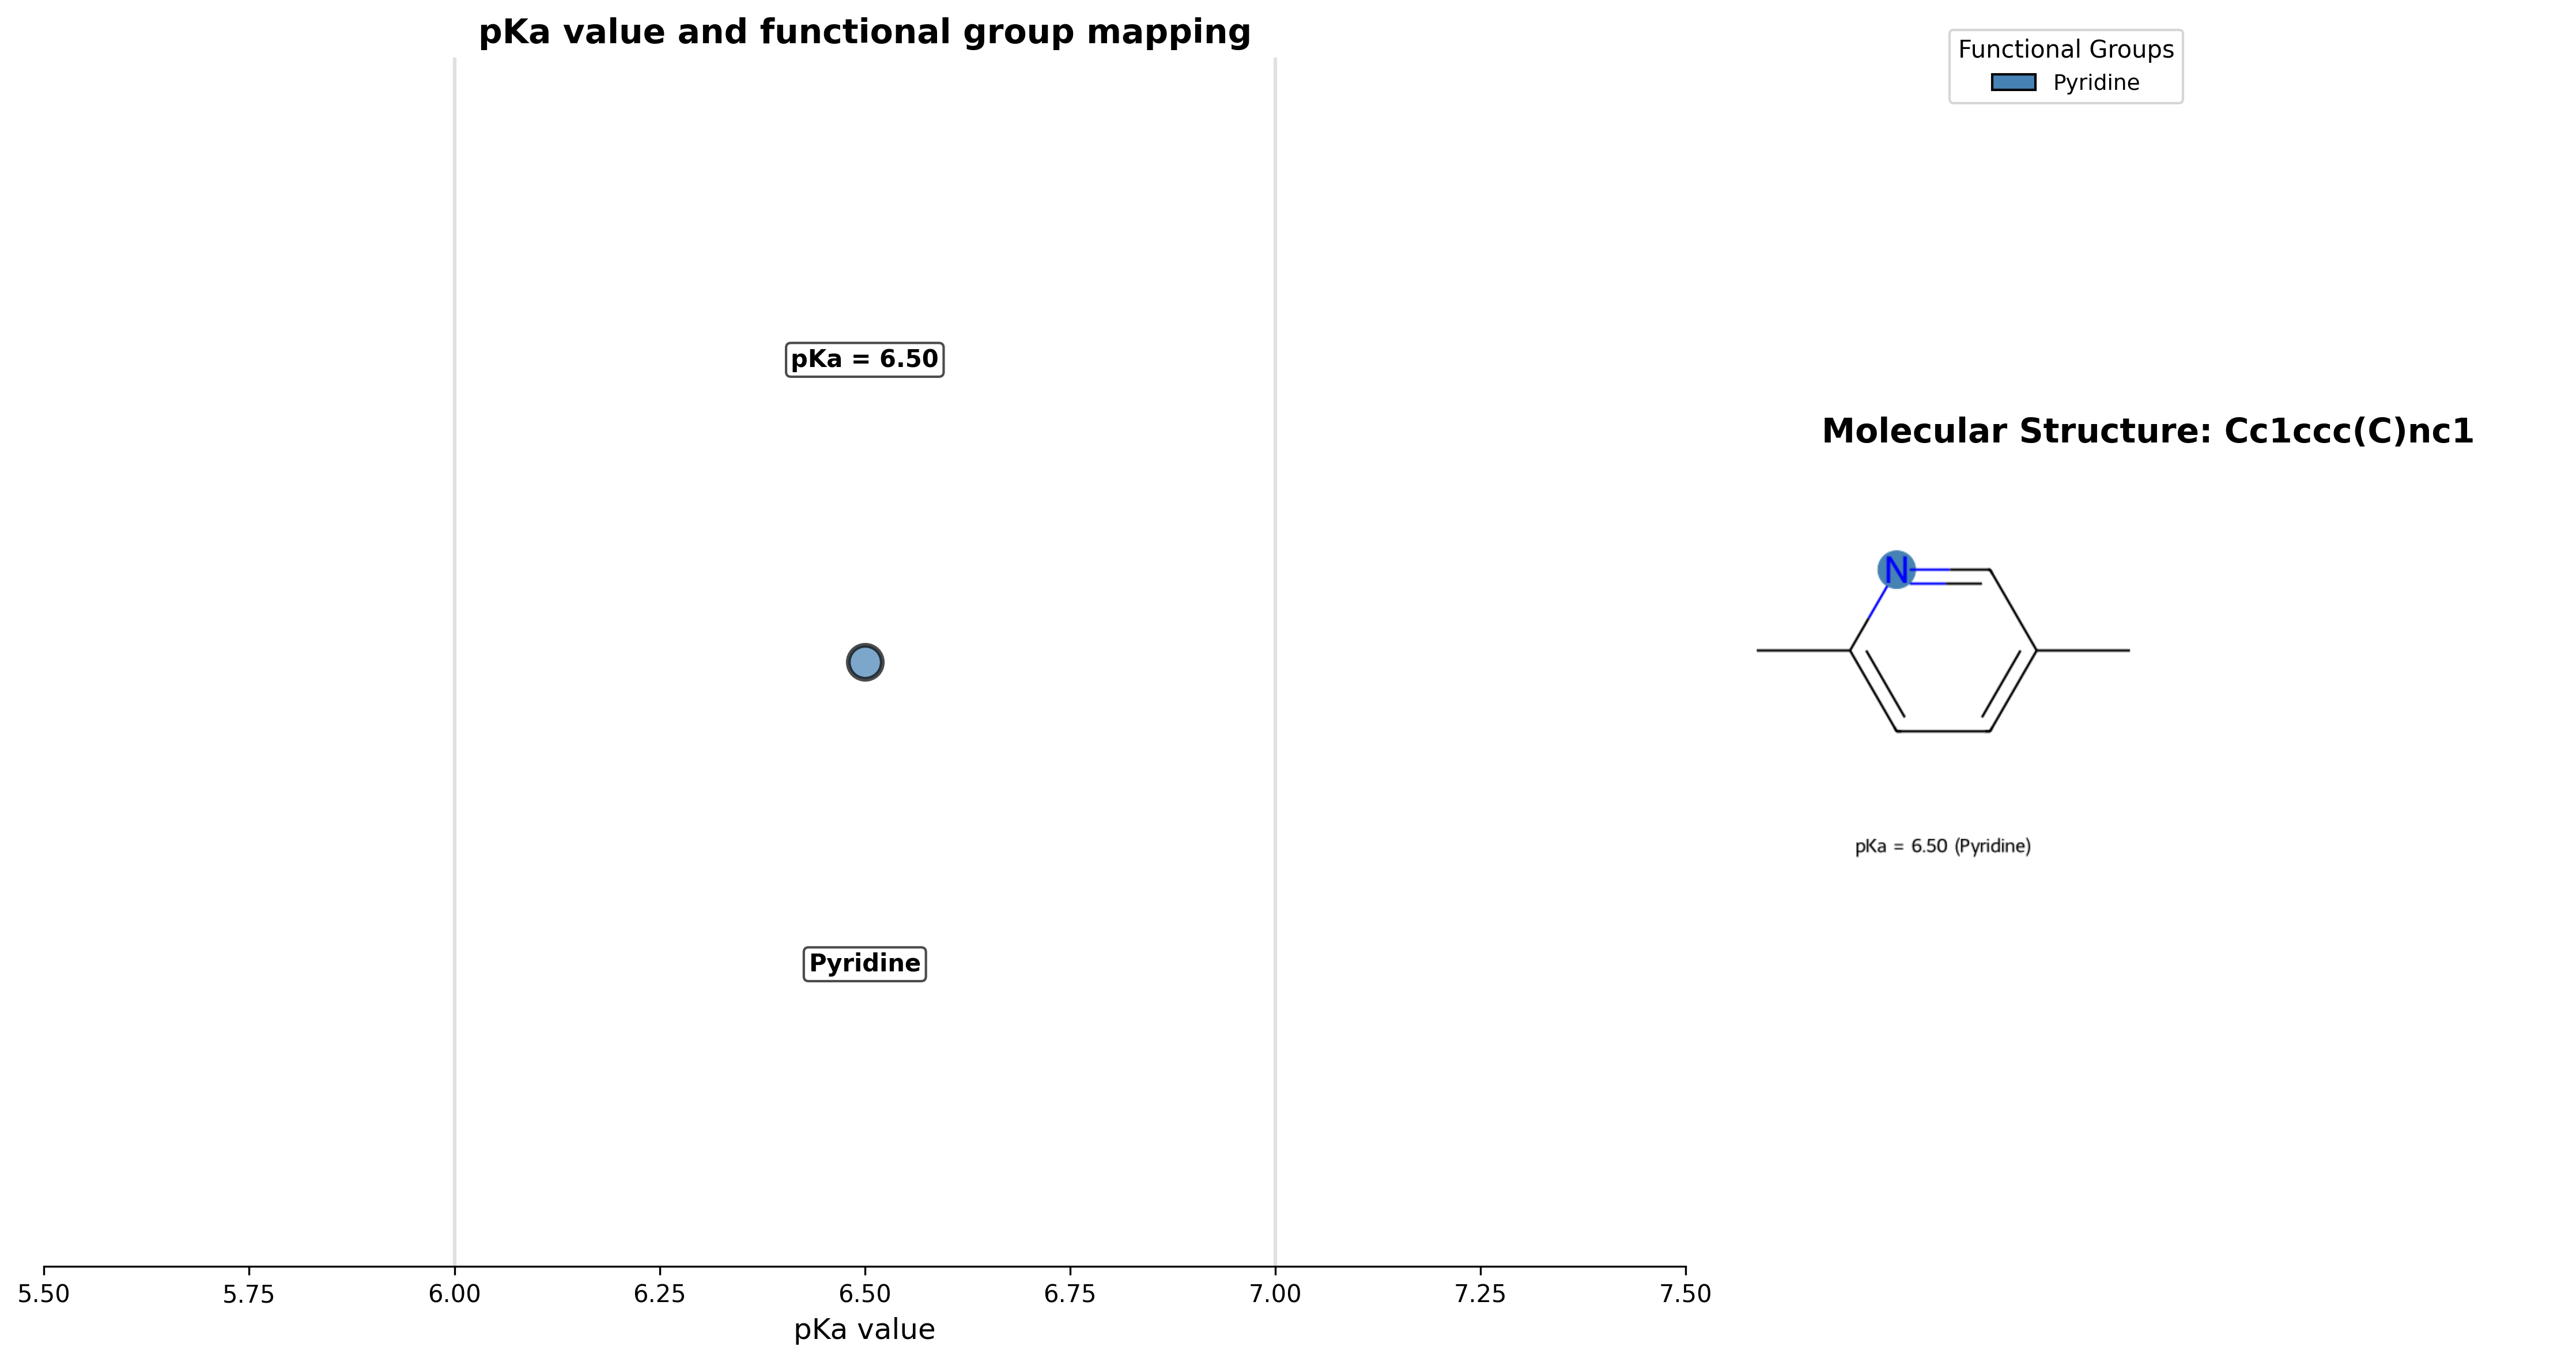 pKa value and functional group mapping
pKa = 6.50
Pyridine
5.50 5.75 6.00 6.25 6.50 6.75 7.00 7.25 7.50
pKa value
Functional Groups
Pyridine
Molecular Structure: Cc1ccc(C)nc1
N
pKa = 6.50 (Pyridine)